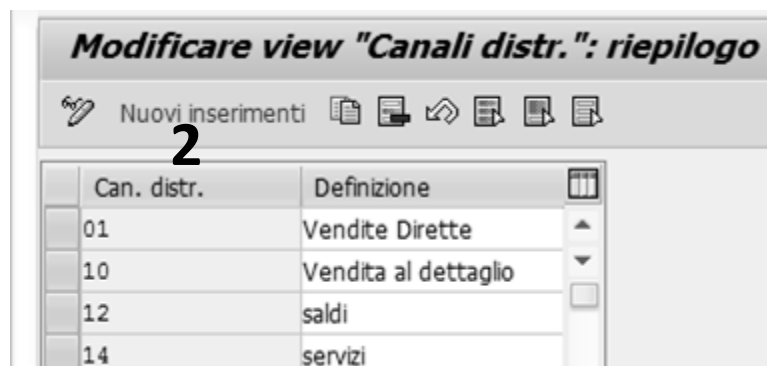 Modificare view "Canali distr.": riepilogo
Nuovi inserimenti
2
Can. distr. Definizione
01 Vendite Dirette
10 Vendita al dettaglio
12 saldi
14 servizi